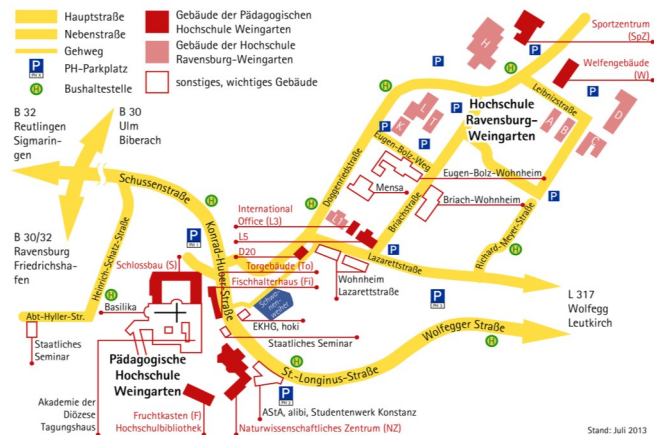 Hauptstraße
Nebenstraße
Gehweg
P
PH-Parkplatz
H
Bushaltestelle
Gebäude der Pädagogischen
Hochschule Weingarten
Gebäude der Hochschule
Ravensburg-Weingarten
sonstiges, wichtiges Gebäude
Sportzentrum
(SpZ)
Welfengebäude
(W)
Hochschule
Ravensburg-
Weingarten
Leibnizstraße
H
L
T
K
A
B
C
D
B 32
Reutlingen
Sigmarin-
gen
B 30
Ulm
Biberach
B 30/32
Ravensburg
Friedrichsha-
fen
Schussenstraße
Heinrich-Schatz-Straße
Abt-Hyller-Str.
Staatliches
Seminar
Konrad-Huber-Straße
Doggenriedstraße
Eugen-Bolz-Weg
Mensa
Eugen-Bolz-Wohnheim
Briach-Wohnheim
Briachstraße
Richard-Meyer-Straße
Lazarettstraße
International
Office (L3)
L5
D20
Schlossbau (S)
Torgebäude (To)
Fischhalterhaus (Fi)
Basilika
Wohnheim
Lazarettstraße
EKHG, hoki
Staatliches Seminar
Pädagogische
Hochschule
Weingarten
St.-Longinus-Straße
Wolfegger Straße
L 317
Wolfegg
Leutkirch
Akademie der
Diözese
Tagungshaus
Fruchtkasten (F)
Hochschulbibliothek
Naturwissenschaftliches Zentrum (NZ)
AStA, alibi, Studentenwerk Konstanz
Stand: Juli 2013